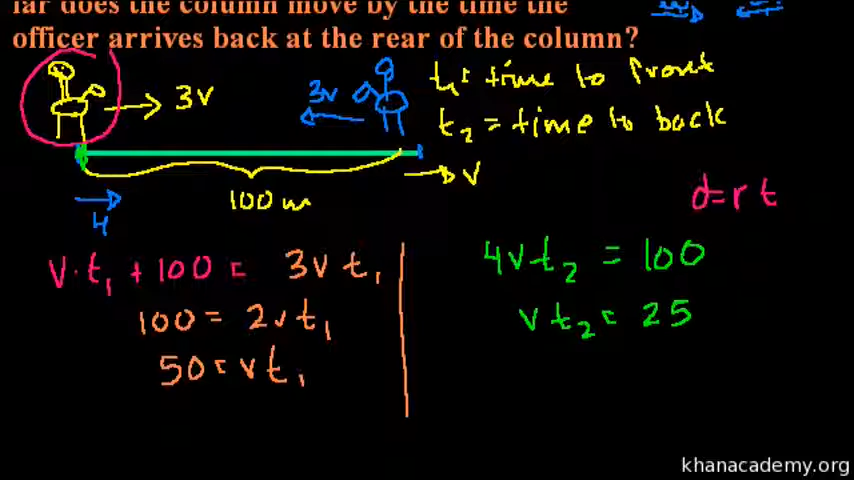 far does the column move by the time the
officer arrives back at the rear of the column?
3v
3v
t₁ = time to front
t₂ = time to back
v
100 m
d = r t
v·t₁ + 100 = 3v t₁
4v t₂ = 100
100 = 2v t₁
v t₂ = 25
50 = v t₁
khanacademy.org